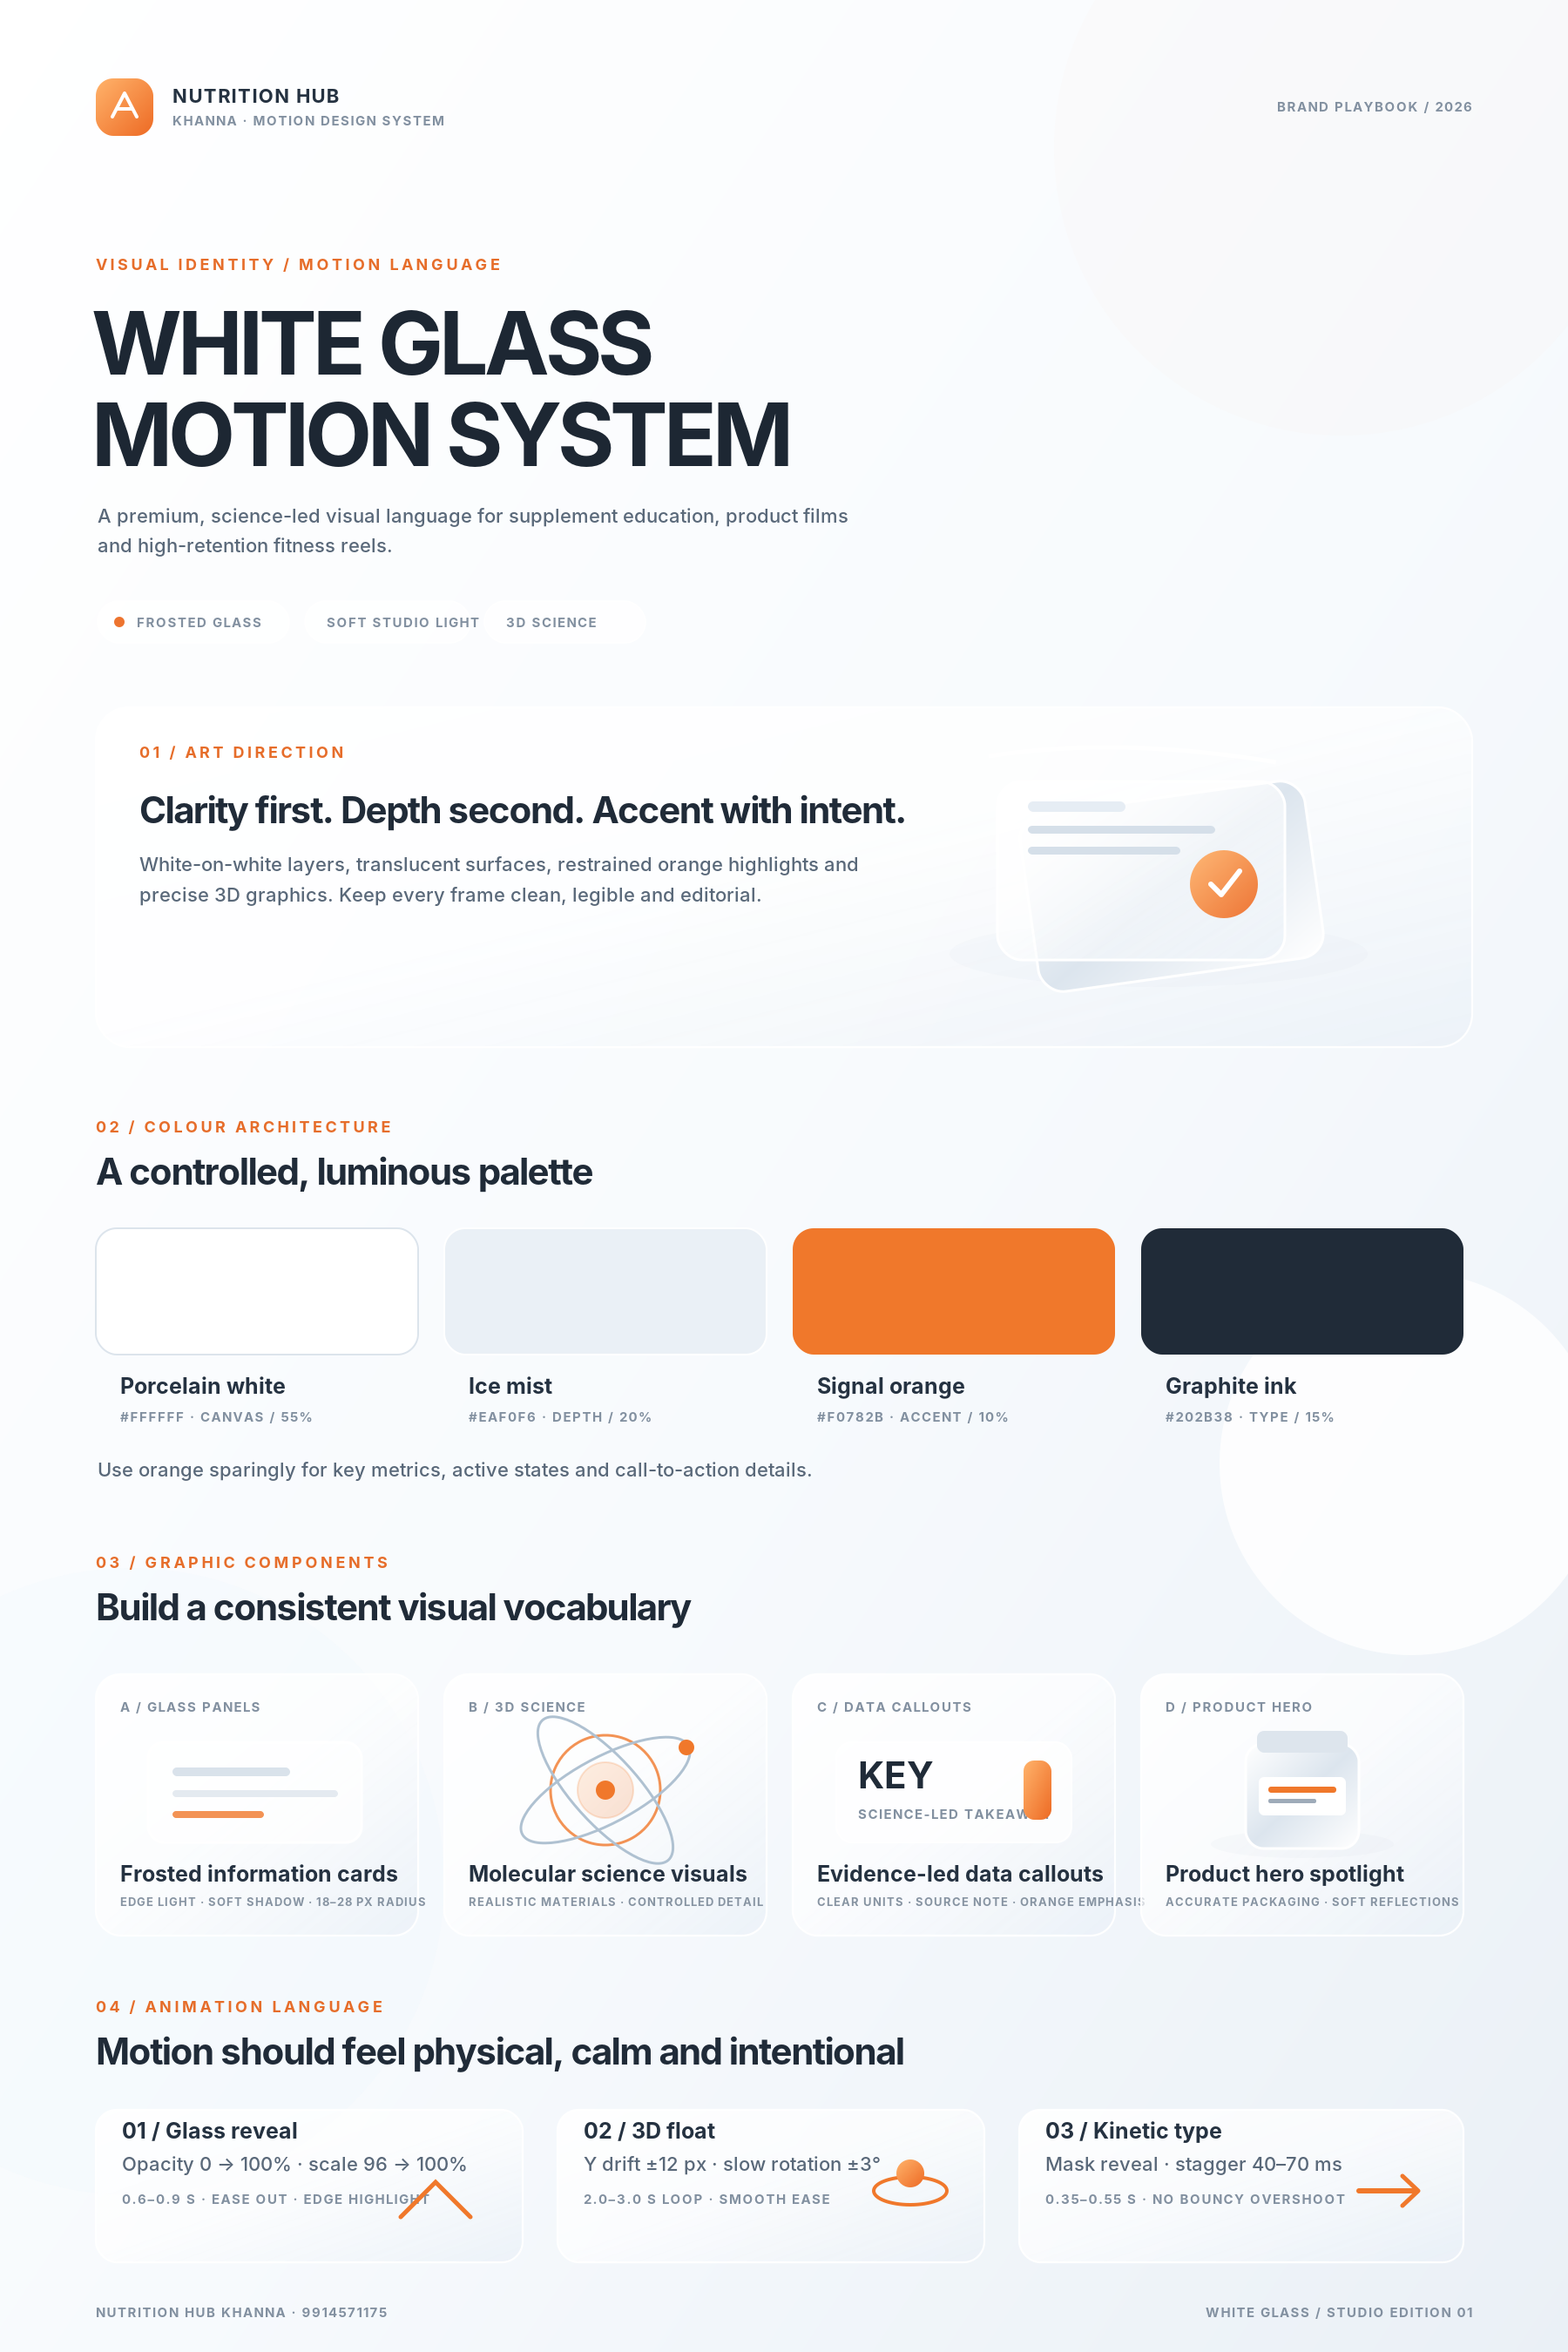 NUTRITION HUB
KHANNA · MOTION DESIGN SYSTEM
BRAND PLAYBOOK / 2026
VISUAL IDENTITY / MOTION LANGUAGE
WHITE GLASS
MOTION SYSTEM
A premium, science-led visual language for supplement education, product films
and high-retention fitness reels.
FROSTED GLASS
SOFT STUDIO LIGHT
3D SCIENCE
01 / ART DIRECTION
Clarity first. Depth second. Accent with intent.
White-on-white layers, translucent surfaces, restrained orange highlights and
precise 3D graphics. Keep every frame clean, legible and editorial.
02 / COLOUR ARCHITECTURE
A controlled, luminous palette
Porcelain white
#FFFFFF · CANVAS / 55%
Ice mist
#EAF0F6 · DEPTH / 20%
Signal orange
#F0782B · ACCENT / 10%
Graphite ink
#202B38 · TYPE / 15%
Use orange sparingly for key metrics, active states and call-to-action details.
03 / GRAPHIC COMPONENTS
Build a consistent visual vocabulary
A / GLASS PANELS
Frosted information cards
EDGE LIGHT · SOFT SHADOW · 18–28 PX RADIUS
B / 3D SCIENCE
Molecular science visuals
REALISTIC MATERIALS · CONTROLLED DETAIL
C / DATA CALLOUTS
KEY
SCIENCE-LED
Evidence-led data callouts
CLEAR UNITS · SOURCE NOTE · ORANGE EMPHASIS
D / PRODUCT HERO
Product hero spotlight
ACCURATE PACKAGING · SOFT REFLECTIONS
04 / ANIMATION LANGUAGE
Motion should feel physical, calm and intentional
01 / Glass reveal
Opacity 0 → 100% · scale 96 → 100%
0.6–0.9 S · EASE OUT · EDGE HIGHLIGHT
02 / 3D float
Y drift ±12 px · slow rotation ±3°
2.0–3.0 S LOOP · SMOOTH EASE
03 / Kinetic type
Mask reveal · stagger 40–70 ms
0.35–0.55 S · NO BOUNCY OVERSHOOT
NUTRITION HUB KHANNA · 9914571175
WHITE GLASS / STUDIO EDITION 01